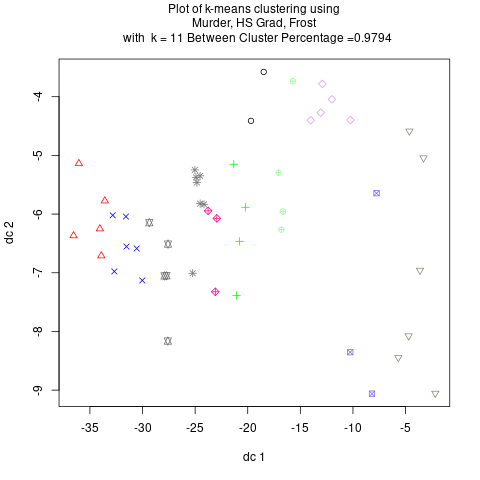 Plot of k-means clustering using
Murder, HS Grad, Frost
with  k = 11 Between Cluster Percentage =0.9794
dc 2
-4
-5
-6
-7
-8
-9
-35
-30
-25
-20
-15
-10
-5
dc 1